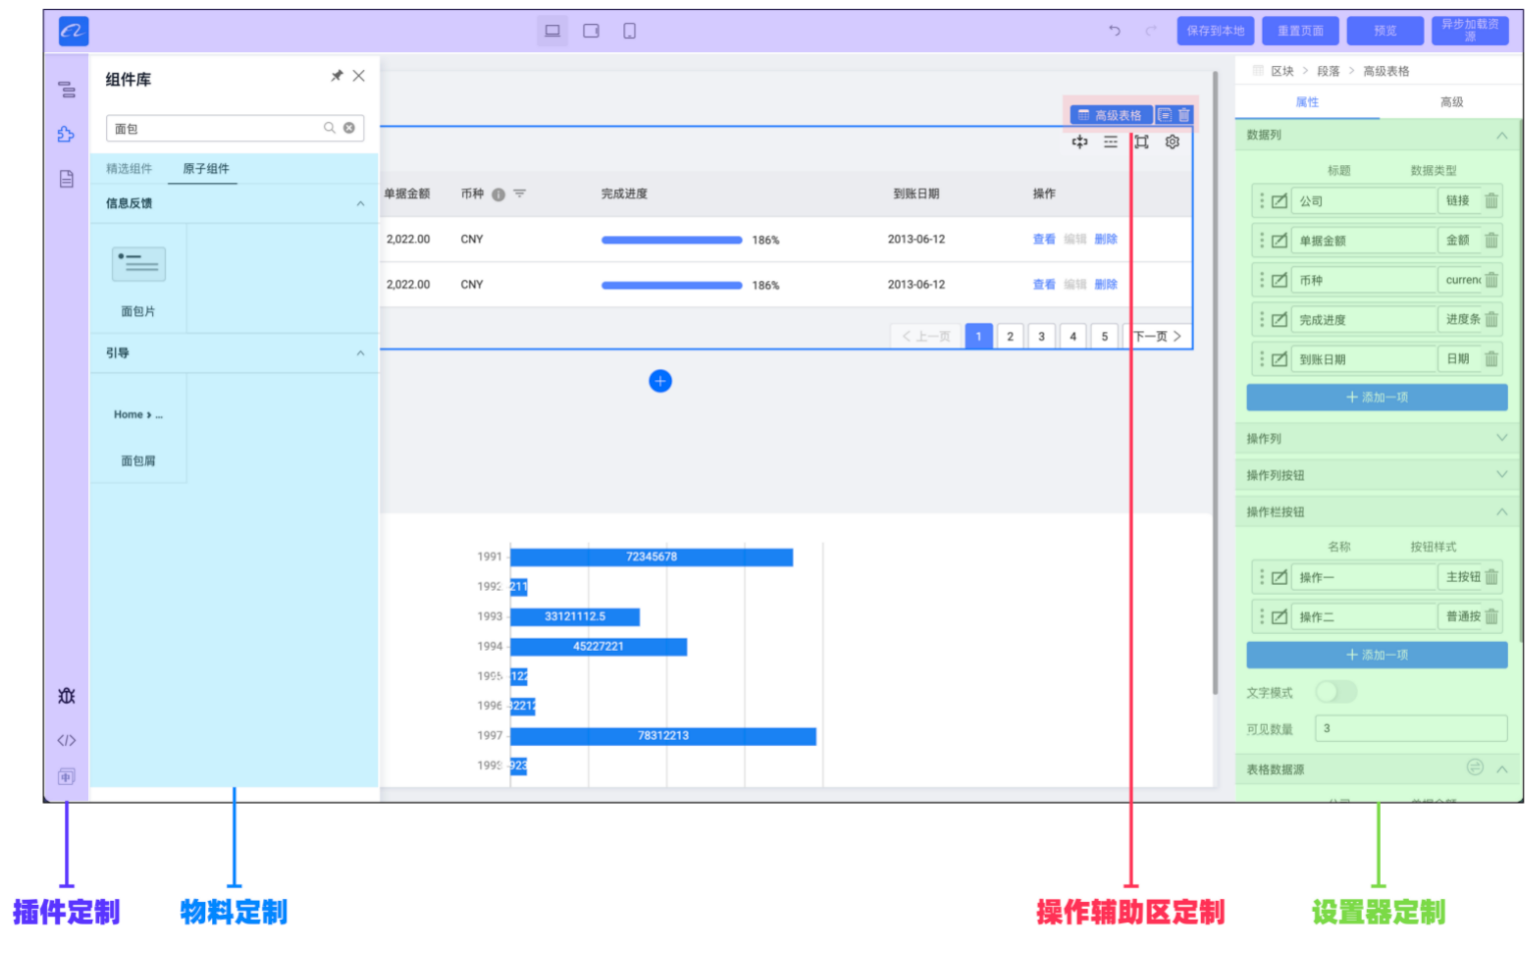 保存到本地
重置页面
预览
异步加载资源
组件库
面包
精选组件
原子组件
信息反馈
面包片
引导
Home › ...
面包屑
高级表格
单据金额 币种 完成进度 到账日期 操作
2,022.00 CNY 186% 2013-06-12 查看 编辑 删除
2,022.00 CNY 186% 2013-06-12 查看 编辑 删除
< 上一页 1 2 3 4 5 下一页 >
1991 72345678
1992 211
1993 33121112.5
1994 45227221
1995 122
1996 2212
1997 78312213
923
区块 > 段落 > 高级表格
属性 高级
数据列
标题 数据类型
公司 链接
单据金额 金额
币种 currenc
完成进度 进度条
到账日期 日期
+ 添加一项
操作列
操作列按钮
操作栏按钮
名称 按钮样式
操作一 主按钮
操作二 普通按
+ 添加一项
文字模式
可见数量 3
表格数据源
</>
中
插件定制
物料定制
操作辅助区定制
设置器定制